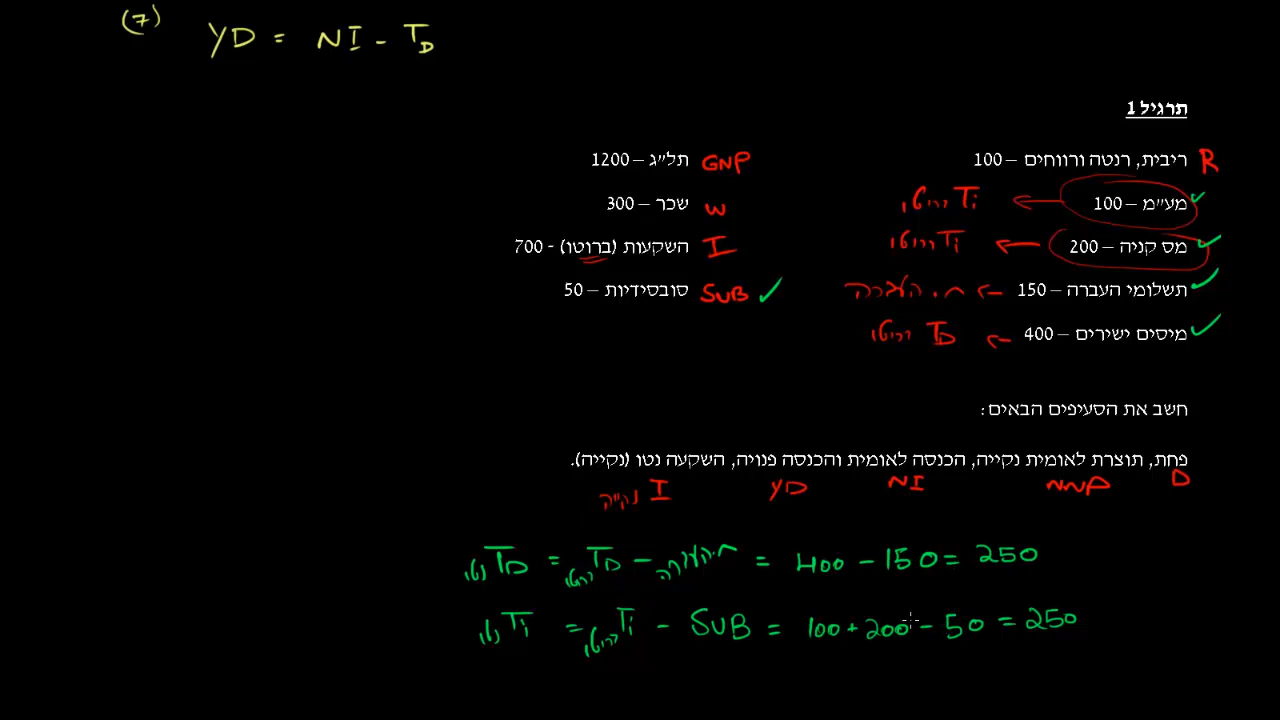 (7) YD = NI - TD
תרגיל 1
ריבית, רנטה ורווחים – 100 R
תל״ג – 1200 GNP
מע״מ – 100 ← Ti ברוטו
שכר – 300 W
מס קניה – 200 ← Ti ברוטו
השקעות (ברוטו) - 700 I
תשלומי העברה – 150 ← ת. העברה
סובסידיות – 50 SUB
מיסים ישירים – 400 ← TD ברוטו
חשב את הסעיפים הבאים:
פחת, תוצרת לאומית נקייה, הכנסה לאומית והכנסה פנויה, השקעה נטו (נקייה).
D NNP NI YD I נקייה
TD נטו = TD ברוטו - ת.העברה = 400 - 150 = 250
Ti נטו = Ti ברוטו - SUB = 100 + 200 - 50 = 250